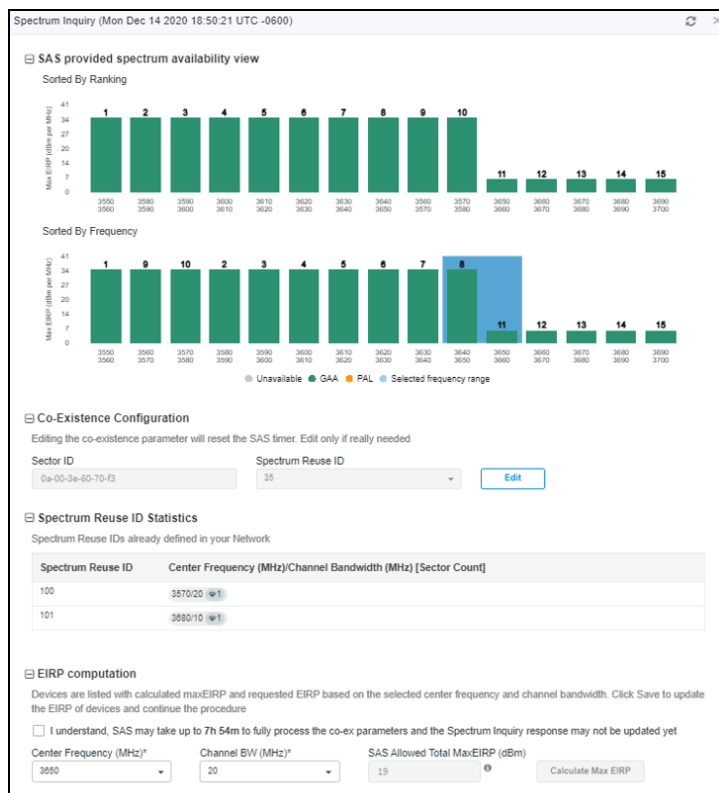 Spectrum Inquiry (Mon Dec 14 2020 18:50:21 UTC -0600)
SAS provided spectrum availability view
Sorted By Ranking
Max EIRP (dBm per MHz)
41
34
27
20
14
7
0
1 2 3 4 5 6 7 8 9 10 11 12 13 14 15
3550 3580 3590 3600 3610 3620 3630 3640 3560 3570 3650 3660 3670 3680 3690
3560 3590 3600 3610 3620 3630 3640 3650 3570 3580 3660 3670 3680 3690 3700
Sorted By Frequency
Max EIRP (dBm per MHz)
41
34
27
20
14
7
0
1 9 10 2 3 4 5 6 7 8 11 12 13 14 15
3550 3560 3570 3580 3590 3600 3610 3620 3630 3640 3650 3660 3670 3680 3690
3560 3570 3580 3590 3600 3610 3620 3630 3640 3650 3660 3670 3680 3690 3700
Unavailable GAA PAL Selected frequency range
Co-Existence Configuration
Editing the co-existence parameter will reset the SAS timer. Edit only if really needed
Sector ID Spectrum Reuse ID
0a-00-3e-60-70-f3 35 Edit
Spectrum Reuse ID Statistics
Spectrum Reuse IDs already defined in your Network
Spectrum Reuse ID Center Frequency (MHz)/Channel Bandwidth (MHz) [Sector Count]
100 3570/20 1
101 3680/10 1
EIRP computation
Devices are listed with calculated maxEIRP and requested EIRP based on the selected center frequency and channel bandwidth. Click Save to update
the EIRP of devices and continue the procedure
I understand, SAS may take up to 7h 54m to fully process the co-ex parameters and the Spectrum Inquiry response may not be updated yet
Center Frequency (MHz)* Channel BW (MHz)* SAS Allowed Total MaxEIRP (dBm)
3650 20 19 Calculate Max EIRP